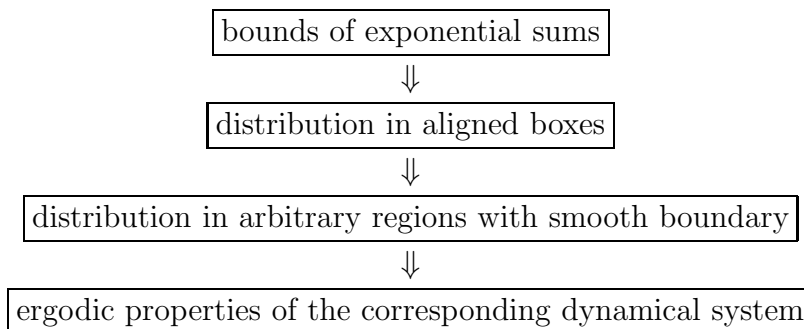 bounds of exponential sums
⇓
distribution in aligned boxes
⇓
distribution in arbitrary regions with smooth boundary
⇓
ergodic properties of the corresponding dynamical system